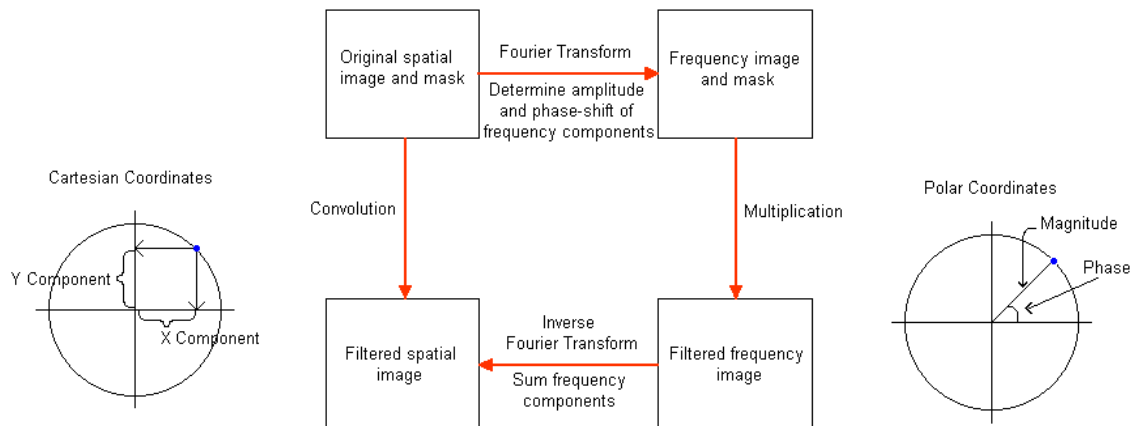 Original spatial
image and mask
Fourier Transform
Determine amplitude
and phase-shift of
frequency components
Frequency image
and mask
Cartesian Coordinates
Y Component
X Component
Convolution
Multiplication
Polar Coordinates
Magnitude
Phase
Filtered spatial
image
Inverse
Fourier Transform
Sum frequency
components
Filtered frequency
image